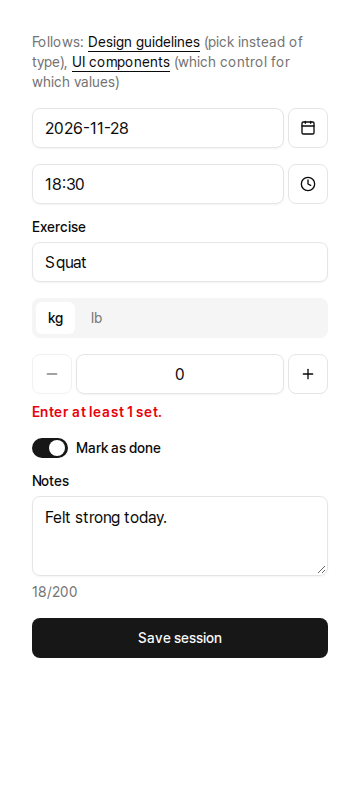 Follows: Design guidelines (pick instead of
type), UI components (which control for
which values)
2026-11-28
18:30
Exercise
Squat
kg lb
0
Enter at least 1 set.
Mark as done
Notes
Felt strong today.
18/200
Save session